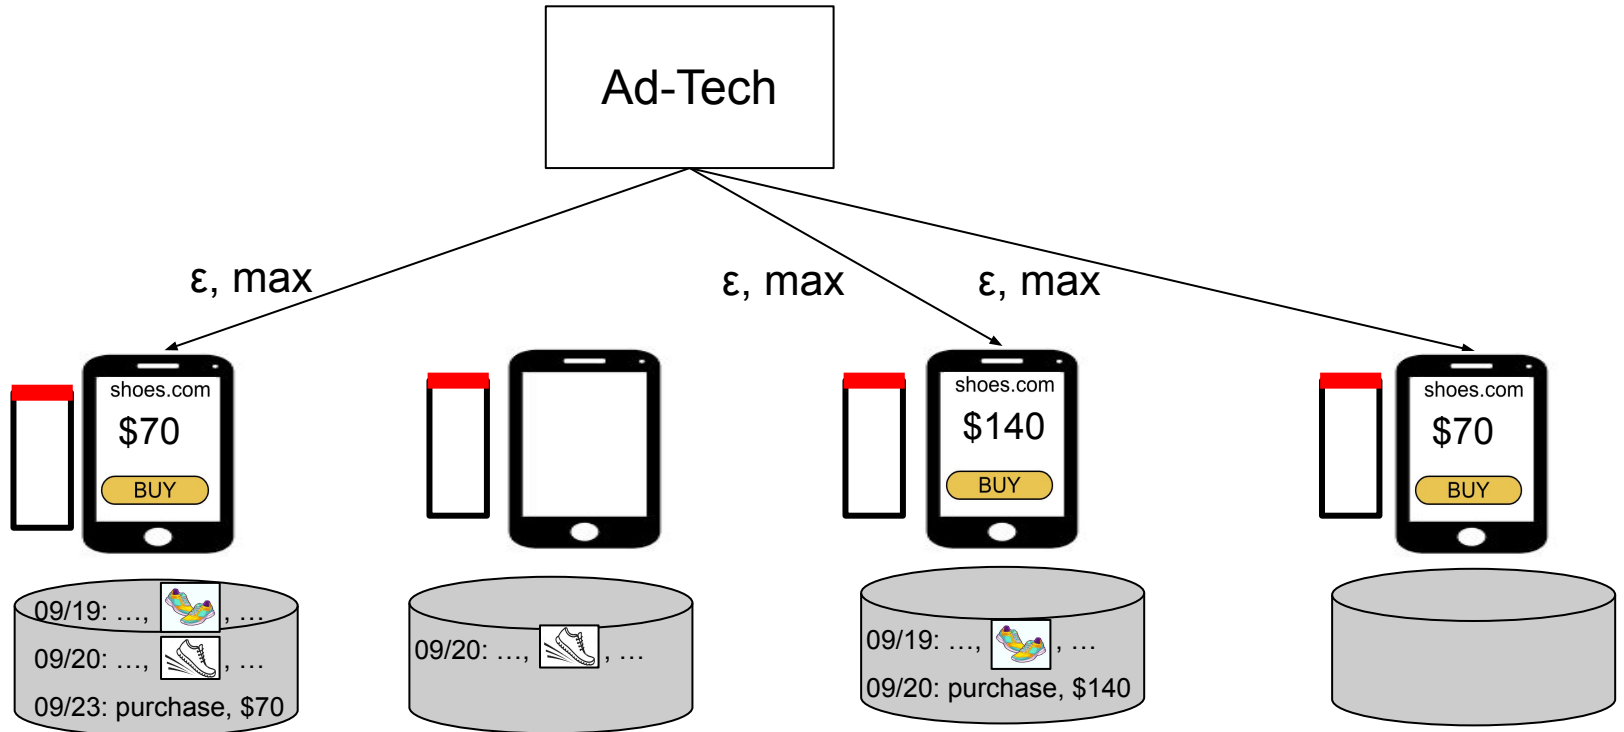 Ad-Tech
ε, max
ε, max
ε, max
shoes.com
$70
BUY
shoes.com
$140
BUY
shoes.com
$70
BUY
09/19: ..., , ...
09/20: ..., , ...
09/23: purchase, $70
09/20: ..., , ...
09/19: ..., , ...
09/20: purchase, $140